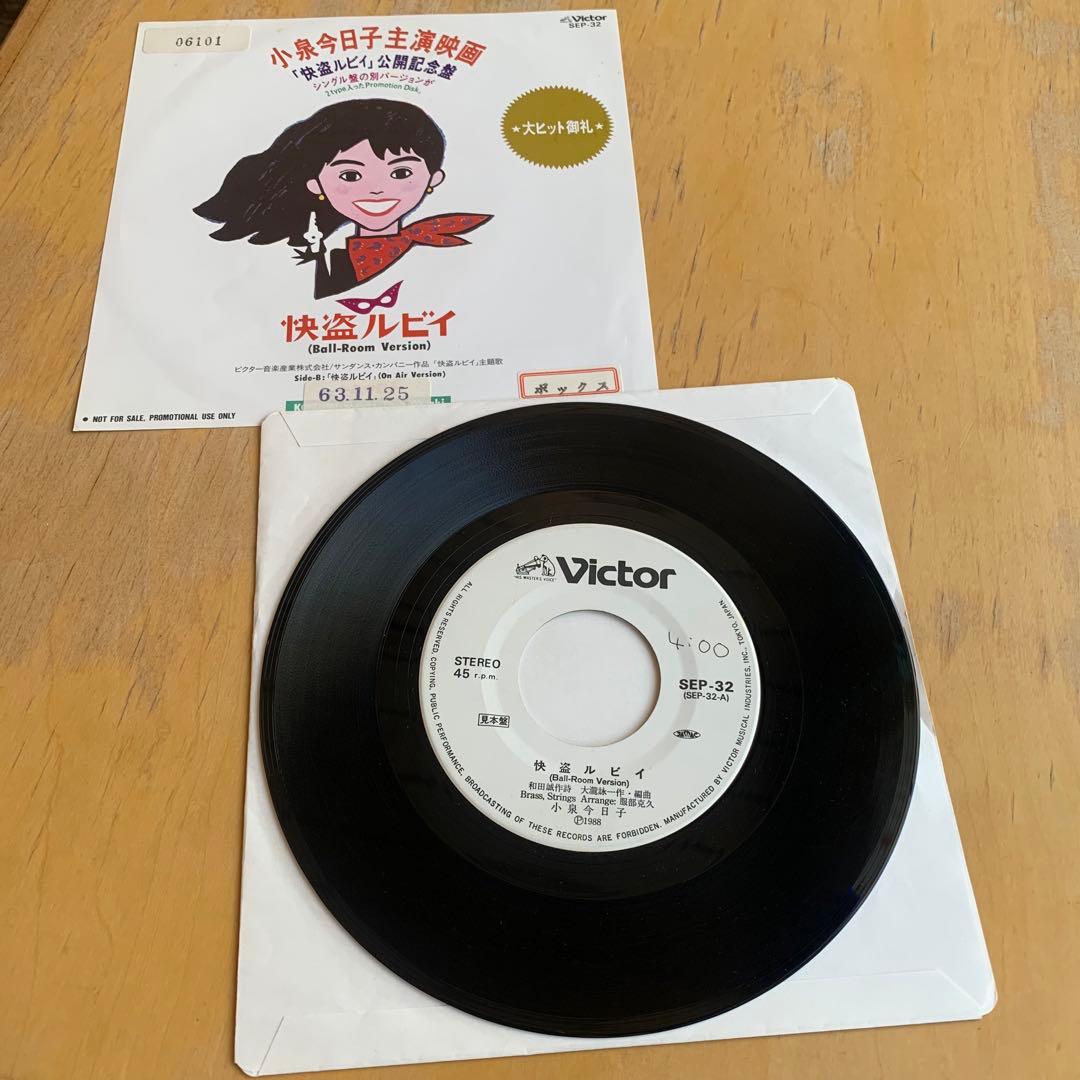 06101
Victor
SEP-32
小泉今日子主演映画
「快盗ルビイ」公開記念盤
シングル盤の別バージョンが
2type入ったPromotion Disk。
★大ヒット御礼★
快盗ルビイ
(Ball-Room Version)
ビクター音楽産業株式会社/サンダンス・カンパニー作品「快盗ルビイ」主題歌
Side-B:「快盗ルビイ」(On Air Version)
63.11.25
ボックス
● NOT FOR SALE, PROMOTIONAL USE ONLY
"HIS MASTER'S VOICE"
Victor
4:00
STEREO
45 r.p.m.
SEP-32
(SEP-32-A)
見本盤
快盗ルビイ
(Ball-Room Version)
和田誠作詩 大瀧詠一作・編曲
Brass, Strings Arrange: 服部克久
小泉今日子
Ⓟ1988
ALL RIGHTS RESERVED. COPYING, PUBLIC PERFORMANCE, BROADCASTING OF THESE RECORDS ARE FORBIDDEN. MANUFACTURED BY VICTOR MUSICAL INDUSTRIES, INC., TOKYO, JAPAN